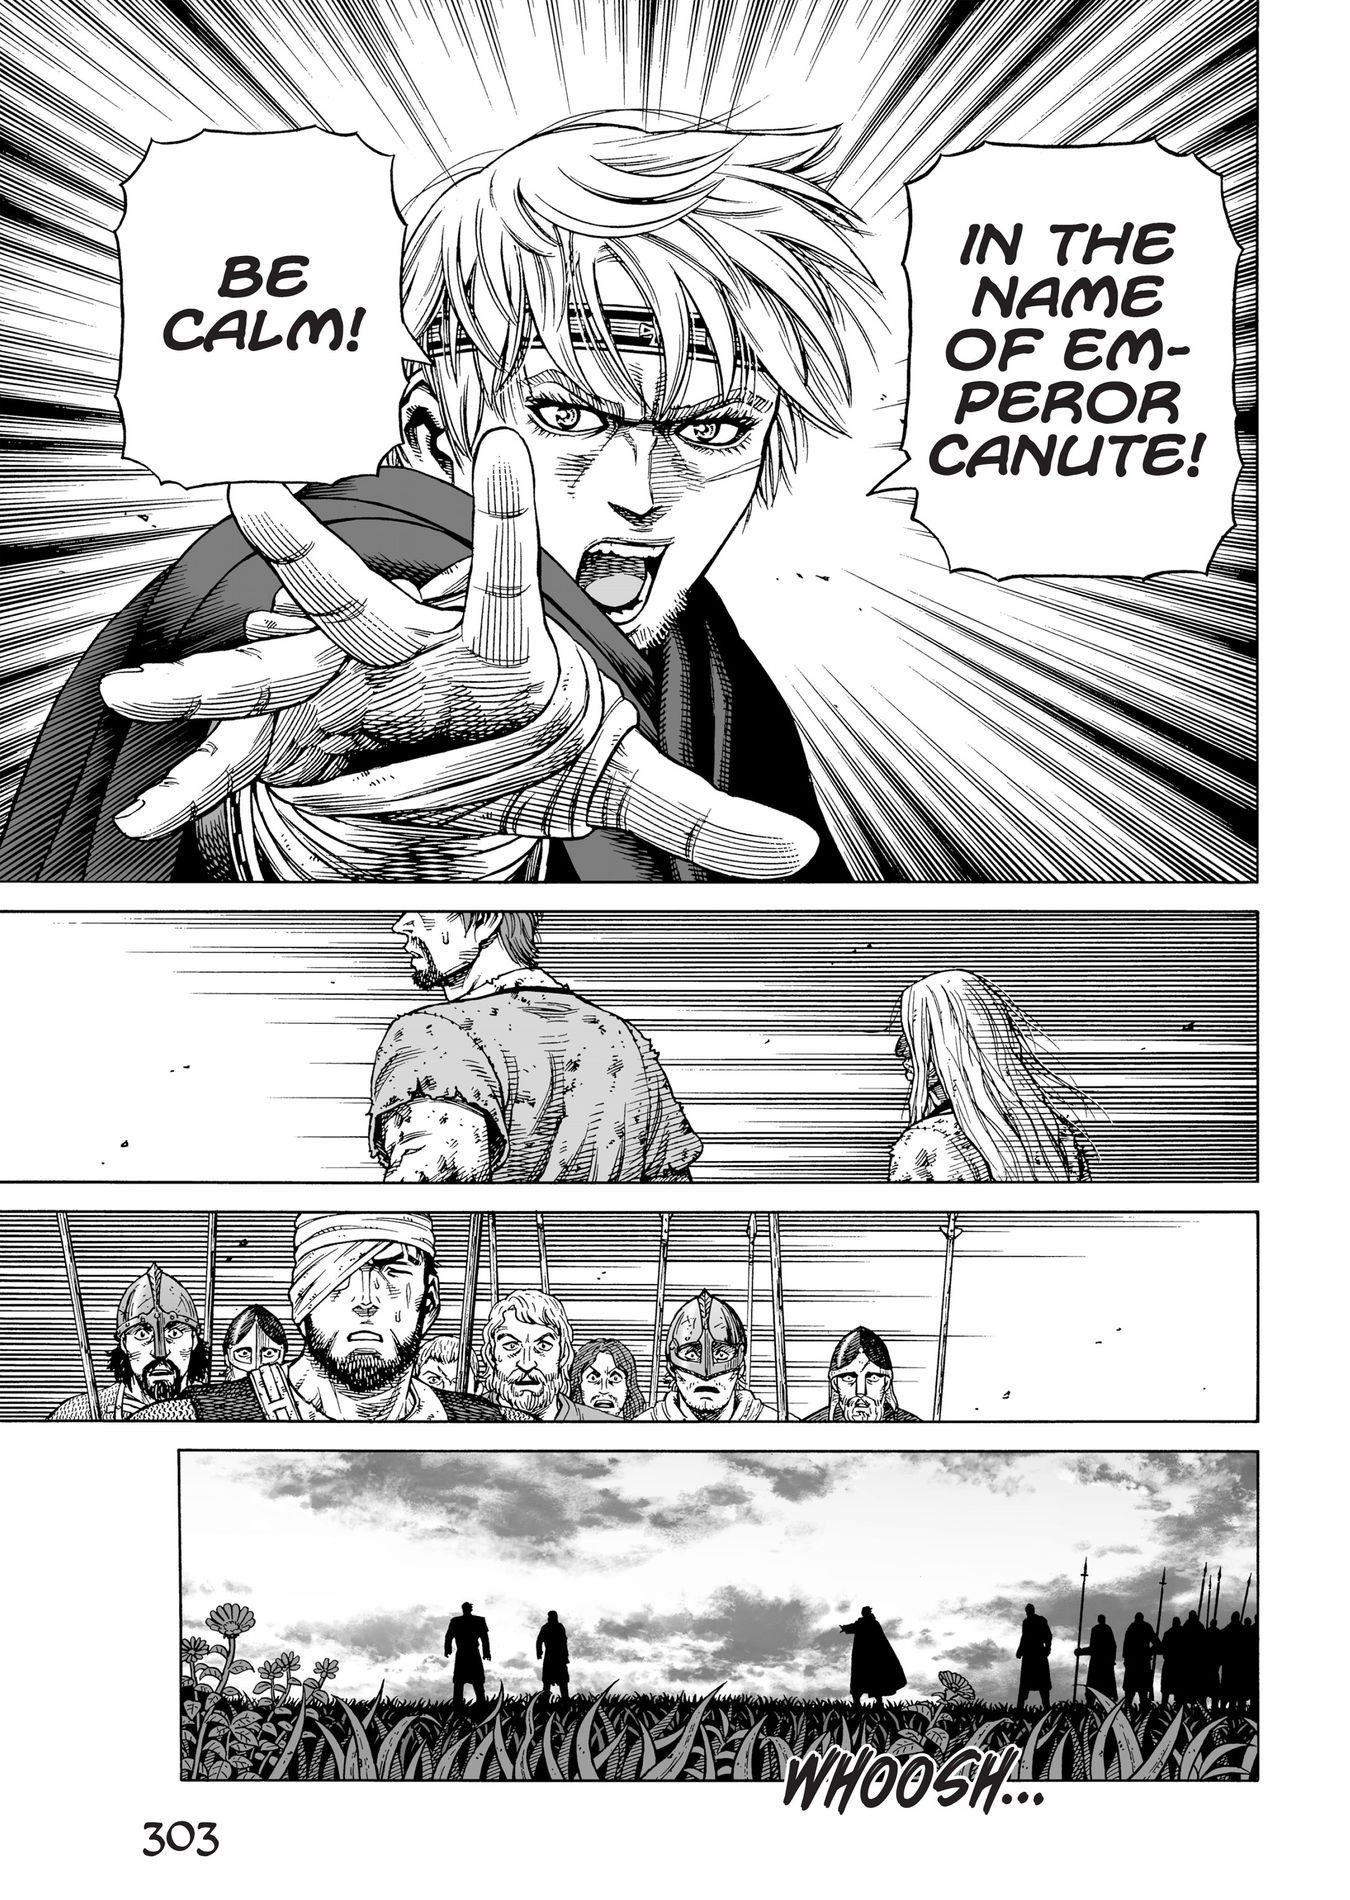 IN THE
NAME
OF EM-
PEROR
CANUTE!
BE
CALM!
WHOOSH...
303